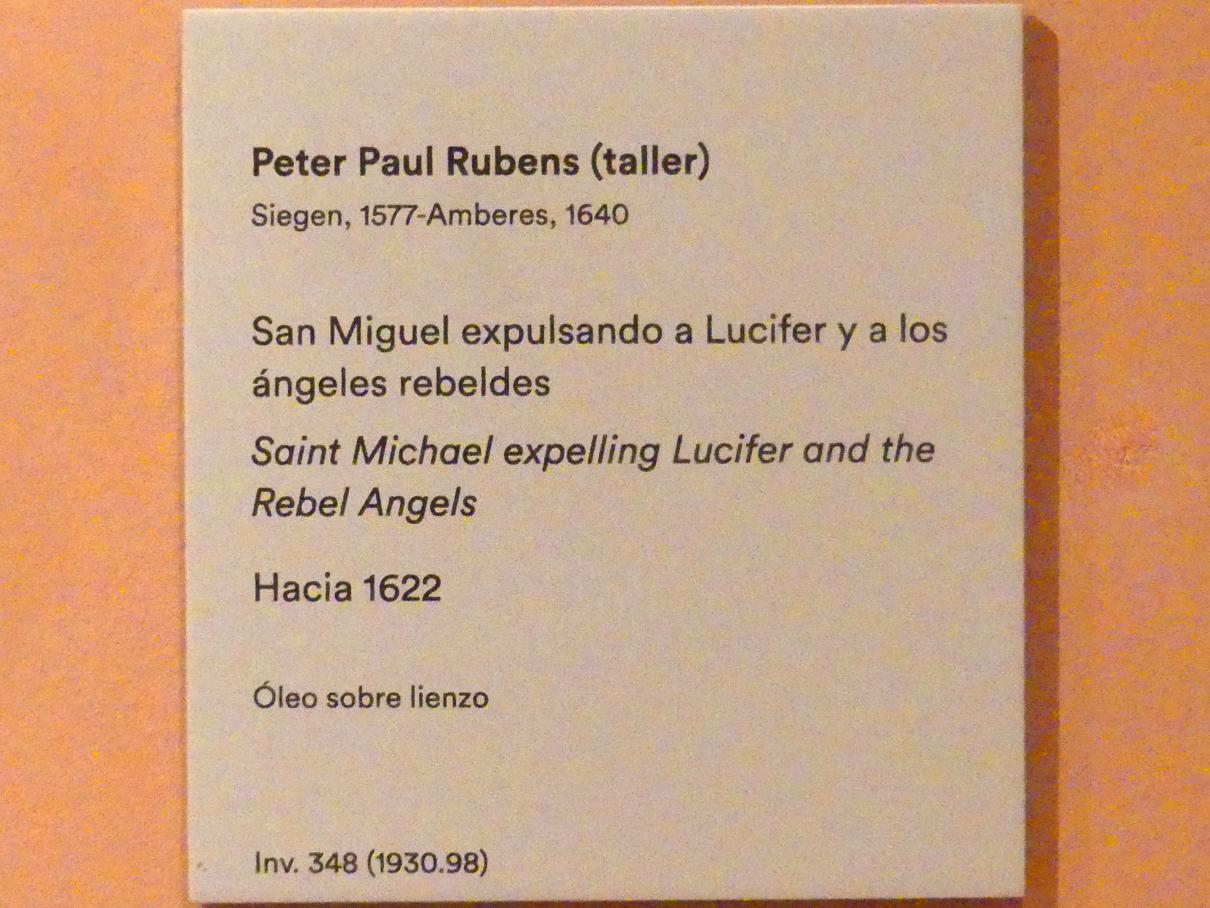 Peter Paul Rubens (taller)
Siegen, 1577-Amberes, 1640
San Miguel expulsando a Lucifer y a los
ángeles rebeldes
Saint Michael expelling Lucifer and the
Rebel Angels
Hacia 1622
Óleo sobre lienzo
Inv. 348 (1930.98)